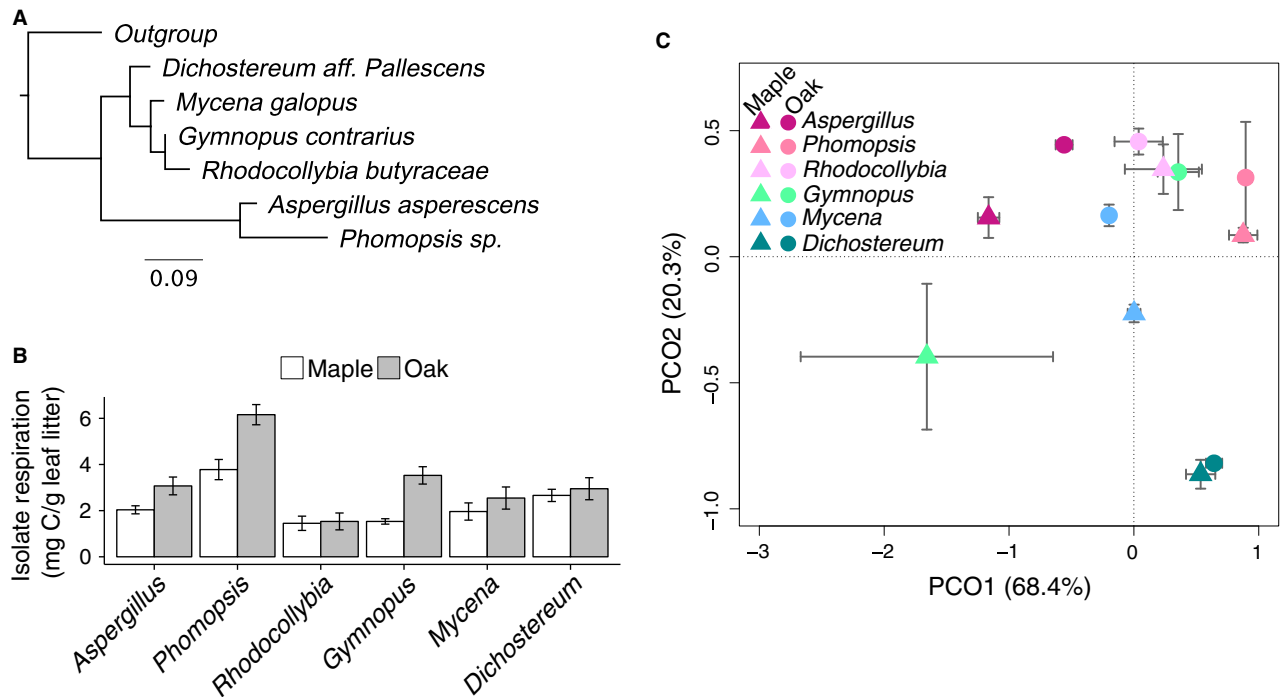 A
Outgroup
Dichostereum aff. Pallescens
Mycena galopus
Gymnopus contrarius
Rhodocollybia butyraceae
Aspergillus asperescens
Phomopsis sp.
0.09
B
Maple Oak
Isolate respiration
(mg C/g leaf litter)
6
4
2
0
Aspergillus
Phomopsis
Rhodocollybia
Gymnopus
Mycena
Dichostereum
C
Maple
Oak
Aspergillus
Phomopsis
Rhodocollybia
Gymnopus
Mycena
Dichostereum
PCO2 (20.3%)
0.5
0.0
−0.5
−1.0
−3 −2 −1 0 1
PCO1 (68.4%)